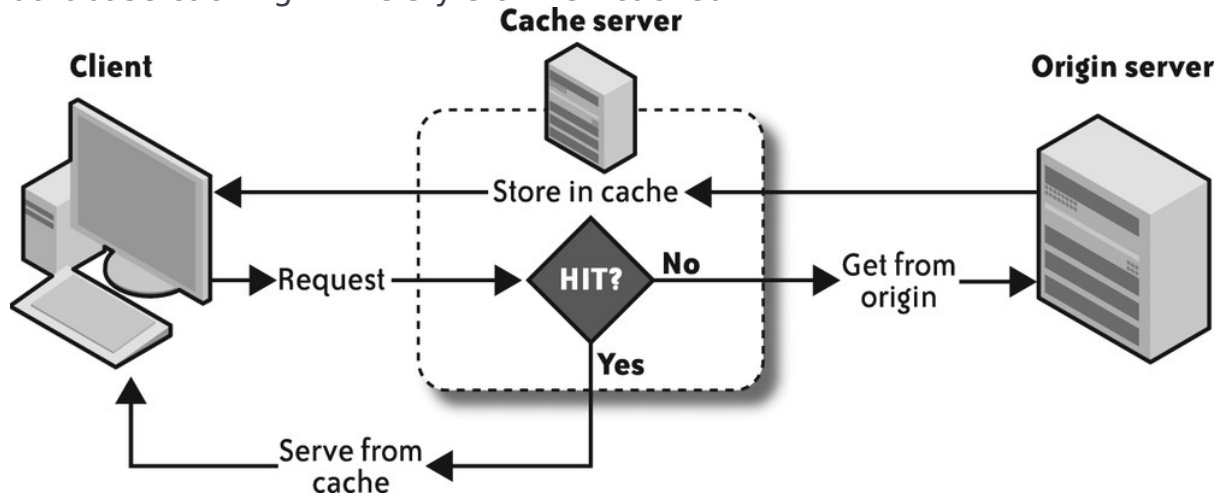 Cache server
Client
Origin server
Store in cache
Request
HIT?
No
Get from
origin
Yes
Serve from
cache